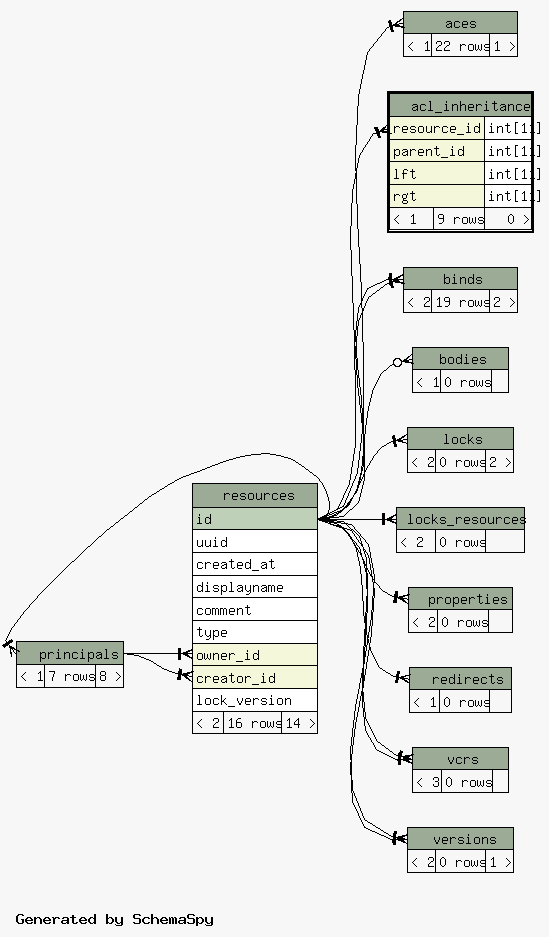 aces
< 1 22 rows 1 >
acl_inheritance
resource_id int[11]
parent_id int[11]
lft int[11]
rgt int[11]
< 1 9 rows 0 >
binds
< 2 19 rows 2 >
bodies
< 1 0 rows
locks
< 2 0 rows 2 >
locks_resources
< 2 0 rows
properties
< 2 0 rows
redirects
< 1 0 rows
vcrs
< 3 0 rows
versions
< 2 0 rows 1 >
resources
id
uuid
created_at
displayname
comment
type
owner_id
creator_id
lock_version
< 2 16 rows 14 >
principals
< 1 7 rows 8 >
Generated by SchemaSpy